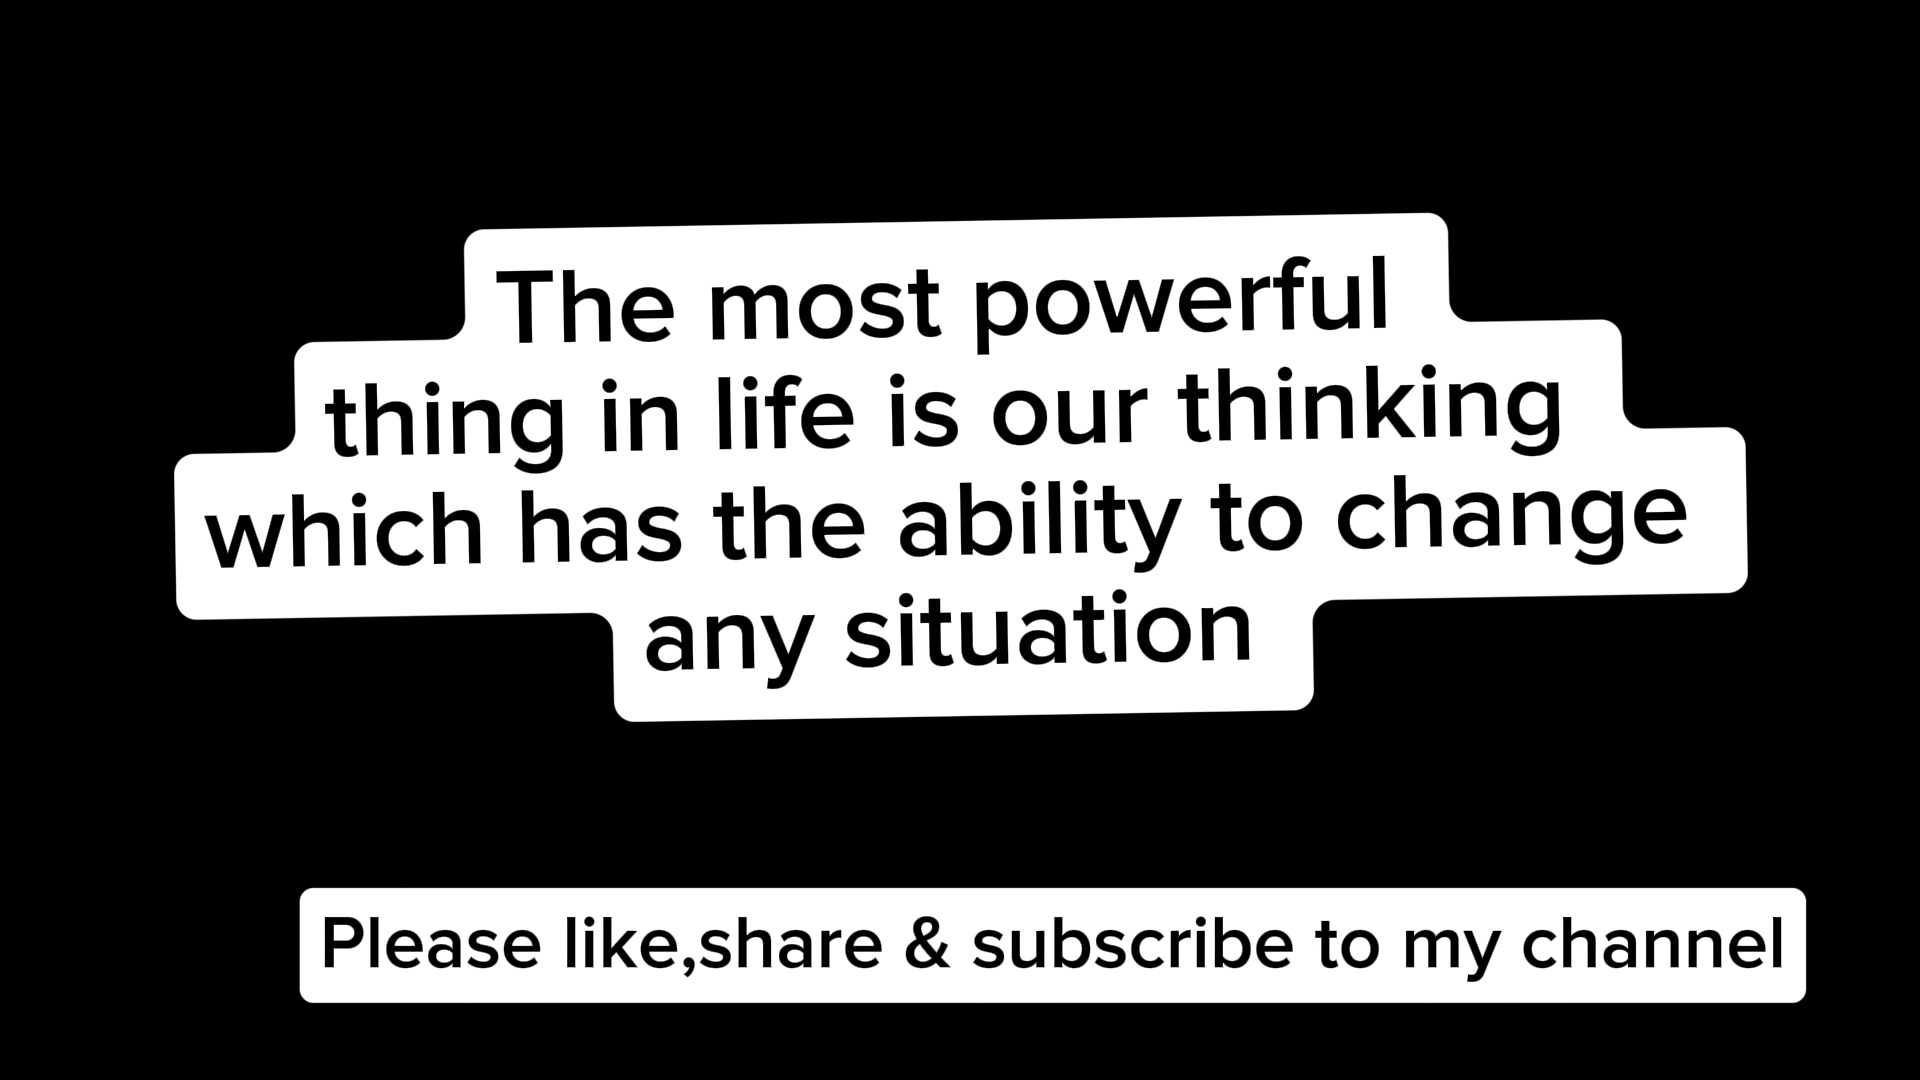 The most powerful
thing in life is our thinking
which has the ability to change
any situation
Please like,share & subscribe to my channel